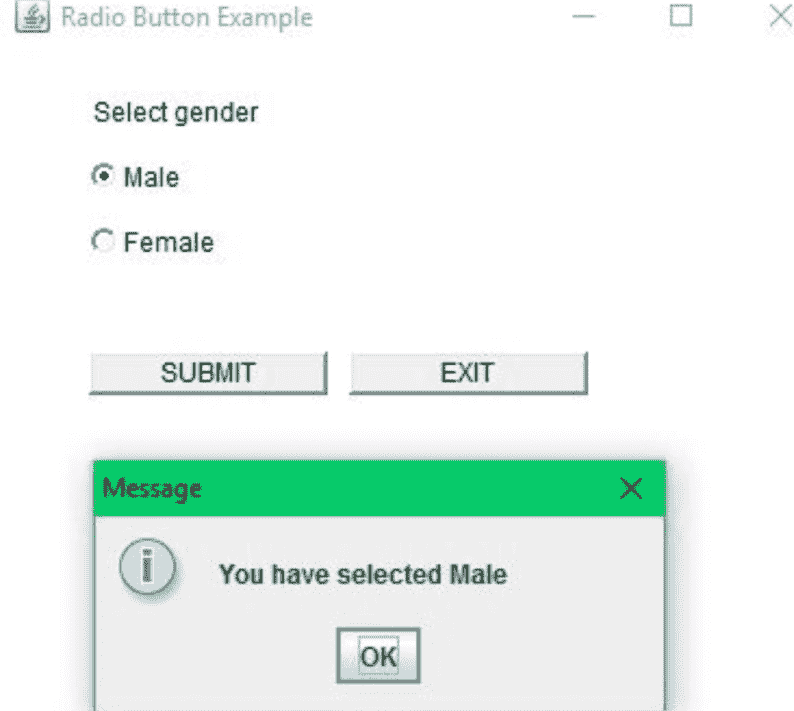 Radio Button Example
Select gender
Male
Female
SUBMIT EXIT
Message
You have selected Male
OK